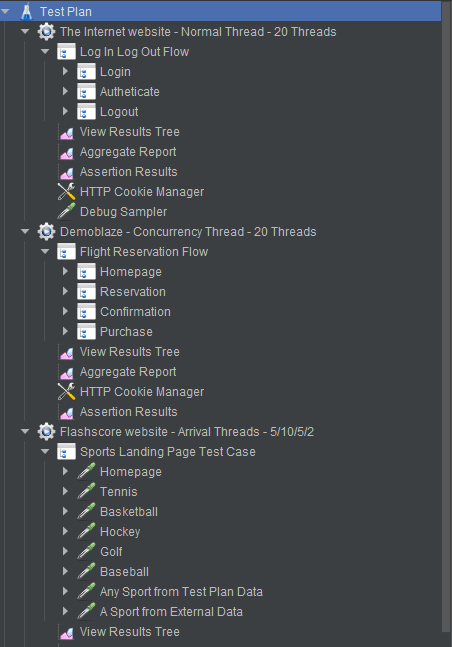 Test Plan
The Internet website - Normal Thread - 20 Threads
Log In Log Out Flow
Login
Autheticate
Logout
View Results Tree
Aggregate Report
Assertion Results
HTTP Cookie Manager
Debug Sampler
Demoblaze - Concurrency Thread - 20 Threads
Flight Reservation Flow
Homepage
Reservation
Confirmation
Purchase
View Results Tree
Aggregate Report
HTTP Cookie Manager
Assertion Results
Flashscore website - Arrival Threads - 5/10/5/2
Sports Landing Page Test Case
Homepage
Tennis
Basketball
Hockey
Golf
Baseball
Any Sport from Test Plan Data
A Sport from External Data
View Results Tree